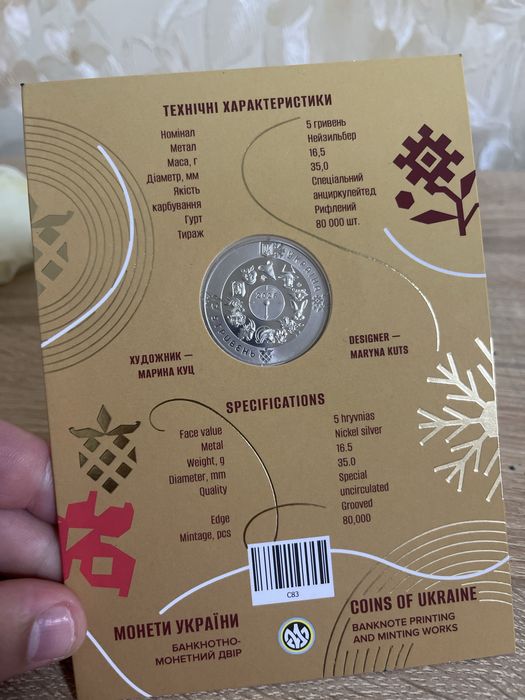 ТЕХНІЧНІ ХАРАКТЕРИСТИКИ
Номінал 5 гривень
Метал Нейзильбер
Маса, г 16,5
Діаметр, мм 35,0
Якість Спеціальний
карбування анциркулейтед
Гурт Рифлений
Тираж 80 000 шт.
УКРАЇНА
5 ГРИВЕНЬ
ХУДОЖНИК —
МАРИНА КУЦ
DESIGNER —
MARYNA KUTS
SPECIFICATIONS
Face value 5 hryvnias
Metal Nickel silver
Weight, g 16.5
Diameter, mm 35.0
Quality Special
uncirculated
Edge Grooved
Mintage, pcs 80,000
C83
МОНЕТИ УКРАЇНИ
БАНКНОТНО-
МОНЕТНИЙ ДВІР
COINS OF UKRAINE
BANKNOTE PRINTING
AND MINTING WORKS